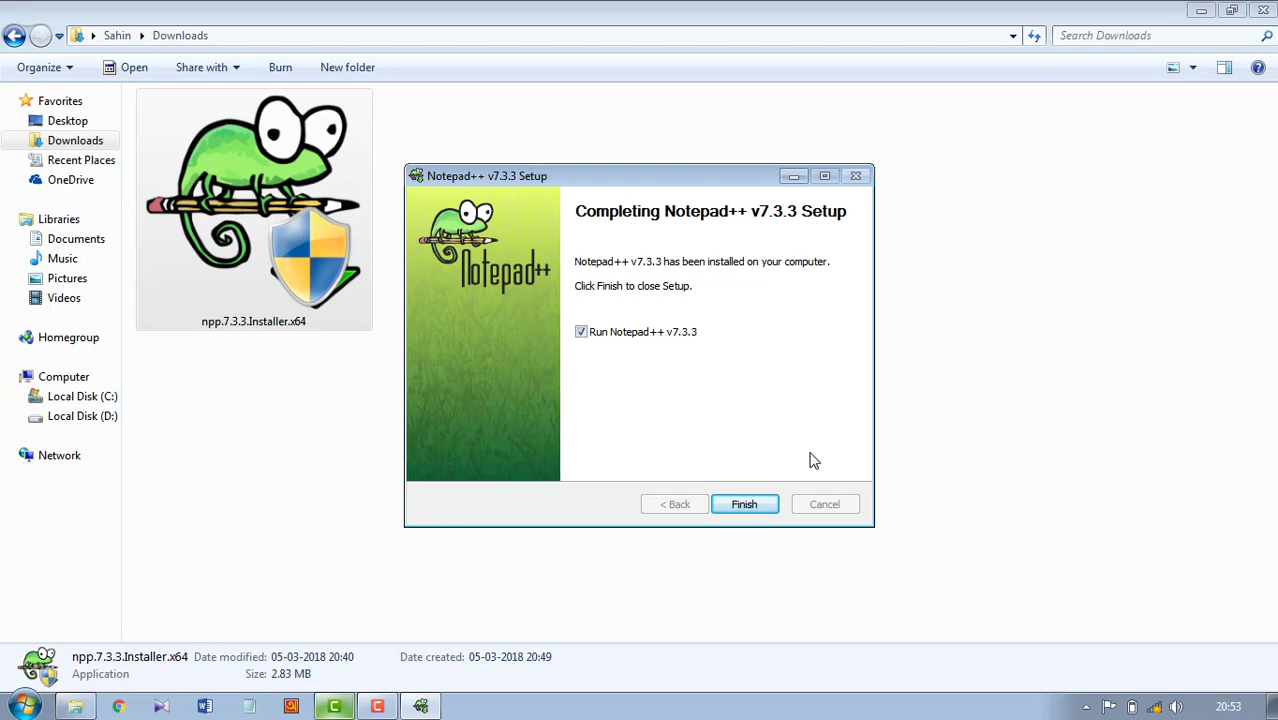 Sahin Downloads
Search Downloads
Organize Open Share with Burn New folder
Favorites
Desktop
Downloads
Recent Places
OneDrive
Libraries
Documents
Music
Pictures
Videos
Homegroup
Computer
Local Disk (C:)
Local Disk (D:)
Network
npp.7.3.3.Installer.x64
Notepad++ v7.3.3 Setup
Notepad++
Completing Notepad++ v7.3.3 Setup
Notepad++ v7.3.3 has been installed on your computer.
Click Finish to close Setup.
Run Notepad++ v7.3.3
< Back Finish Cancel
npp.7.3.3.Installer.x64 Date modified: 05-03-2018 20:40 Date created: 05-03-2018 20:49
Application Size: 2.83 MB
20:53